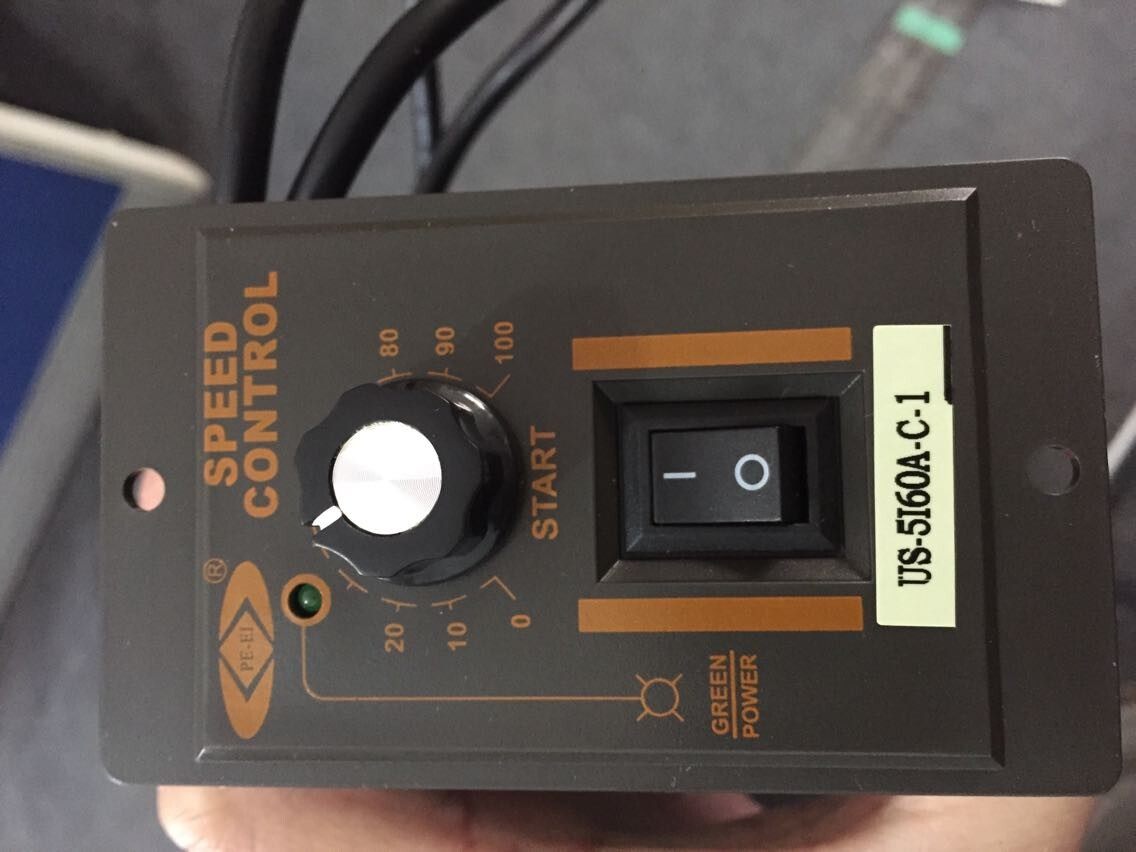 PE-EI
®
SPEED
CONTROL
20
10
0
80
90
100
START
GREEN
POWER
I
O
US-5I60A-C-1